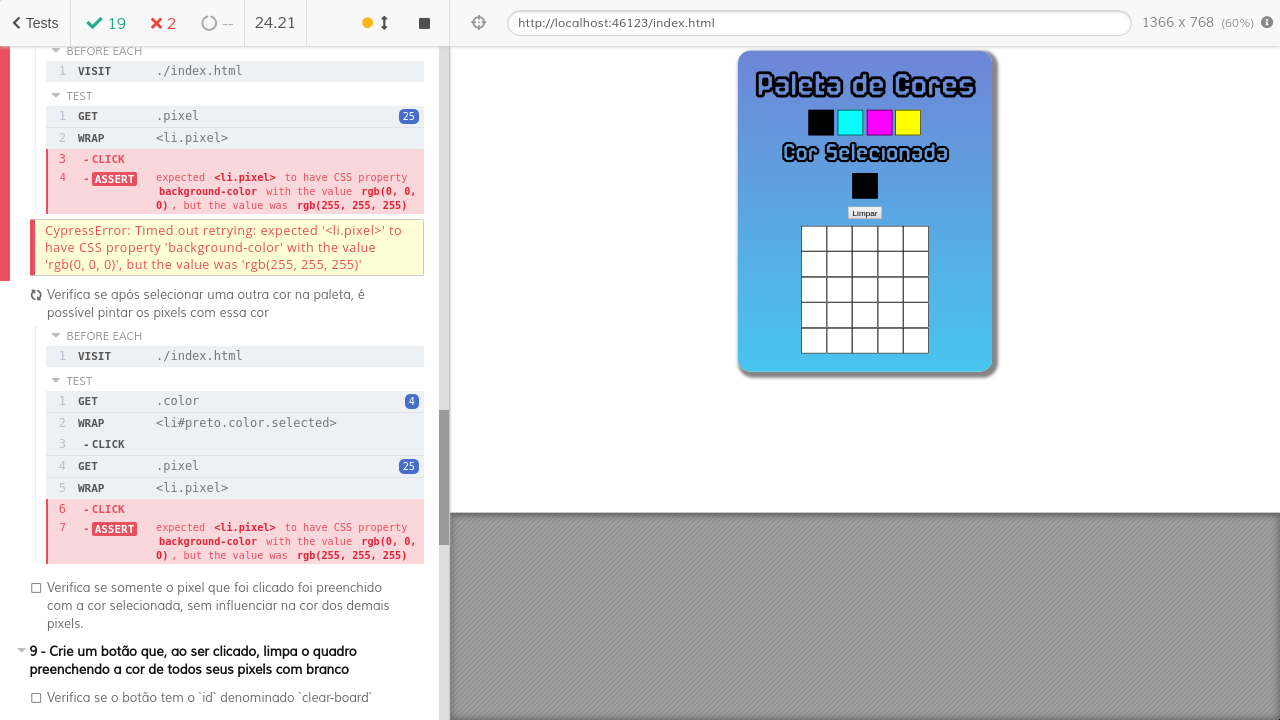 Tests 19 2 -- 24.21 http://localhost:46123/index.html 1366 x 768 (60%)
BEFORE EACH
1 VISIT ./index.html
TEST
1 GET .pixel 25
2 WRAP <li.pixel>
3 - CLICK
4 - ASSERT expected <li.pixel> to have CSS property
background-color with the value rgb(0, 0,
0), but the value was rgb(255, 255, 255)
CypressError: Timed out retrying: expected '<li.pixel>' to
have CSS property 'background-color' with the value
'rgb(0, 0, 0)', but the value was 'rgb(255, 255, 255)'
Verifica se após selecionar uma outra cor na paleta, é
possível pintar os pixels com essa cor
BEFORE EACH
1 VISIT ./index.html
TEST
1 GET .color 4
2 WRAP <li#preto.color.selected>
3 - CLICK
4 GET .pixel 25
5 WRAP <li.pixel>
6 - CLICK
7 - ASSERT expected <li.pixel> to have CSS property
background-color with the value rgb(0, 0,
0), but the value was rgb(255, 255, 255)
Verifica se somente o pixel que foi clicado foi preenchido
com a cor selecionada, sem influenciar na cor dos demais
pixels.
9 - Crie um botão que, ao ser clicado, limpa o quadro
preenchendo a cor de todos seus pixels com branco
Verifica se o botão tem o `id` denominado `clear-board`
Paleta de Cores
Cor Selecionada
Limpar